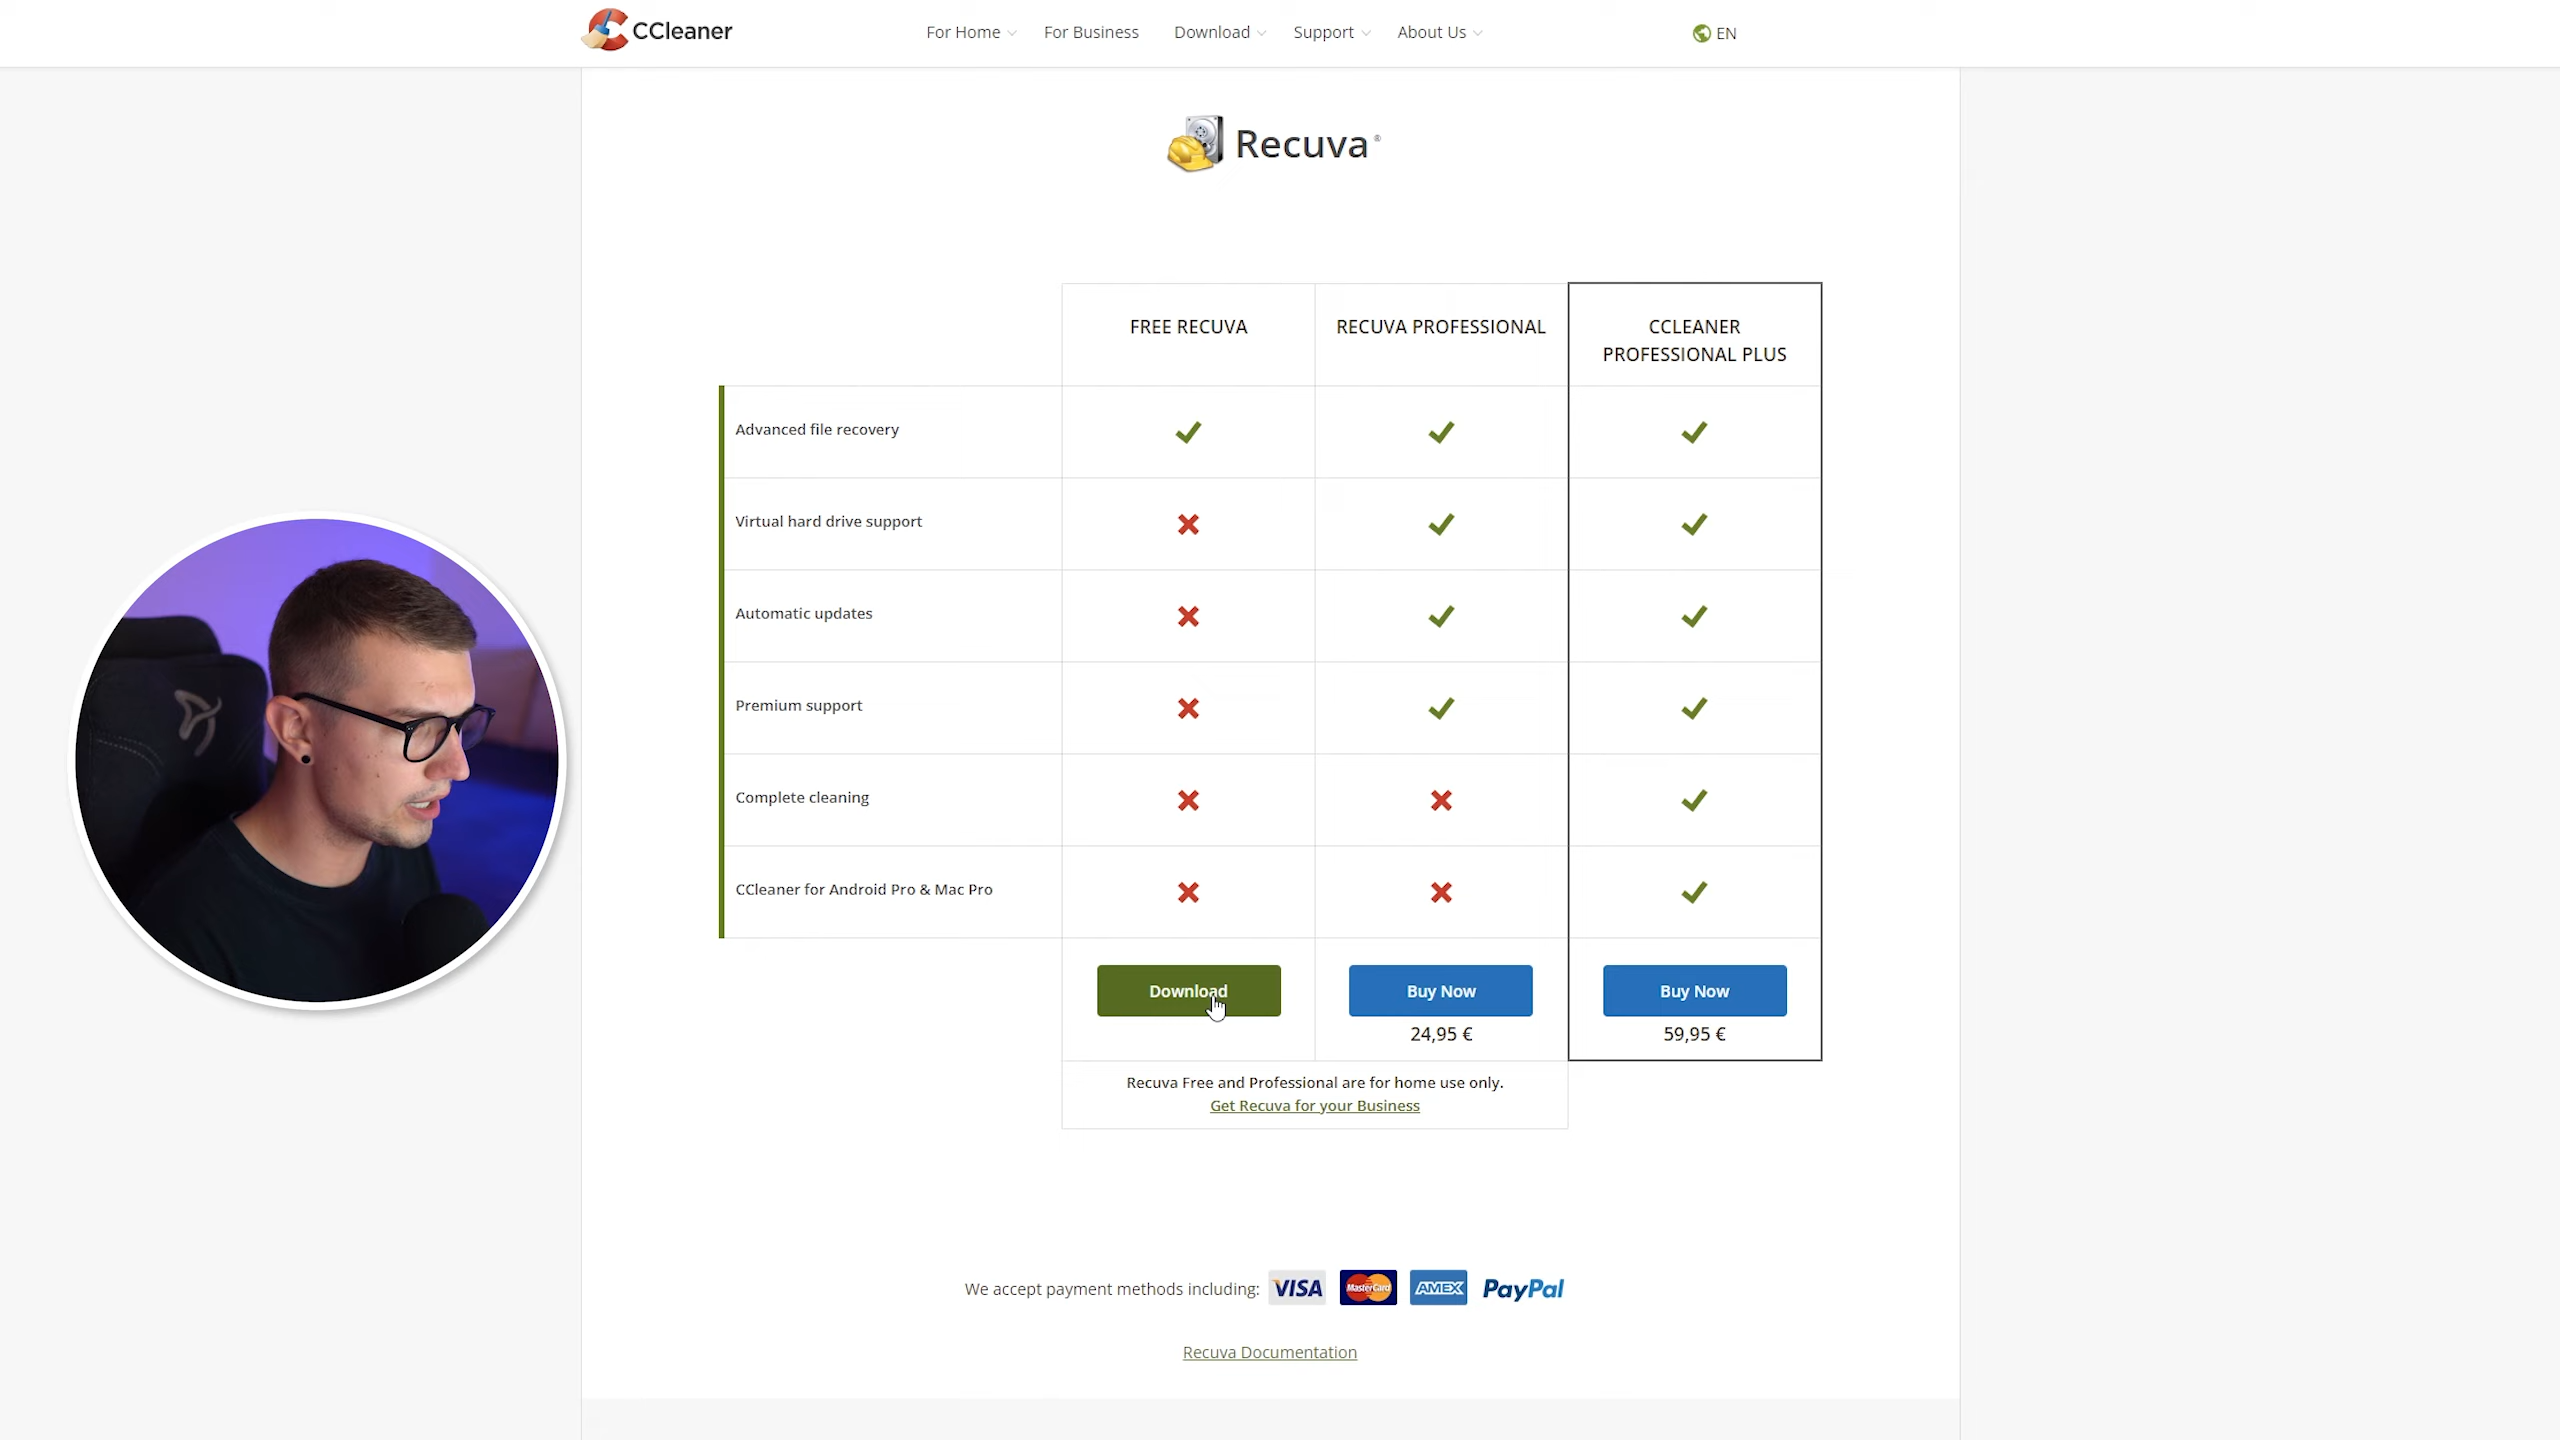 CCleaner
For Home
For Business
Download
Support
About Us
EN
Recuva®
FREE RECUVA
RECUVA PROFESSIONAL
CCLEANER
PROFESSIONAL PLUS
Advanced file recovery
Virtual hard drive support
Automatic updates
Premium support
Complete cleaning
CCleaner for Android Pro & Mac Pro
Download
Buy Now
Buy Now
24,95 €
59,95 €
Recuva Free and Professional are for home use only.
Get Recuva for your Business
We accept payment methods including:
VISA
MasterCard
AMEX
PayPal
Recuva Documentation